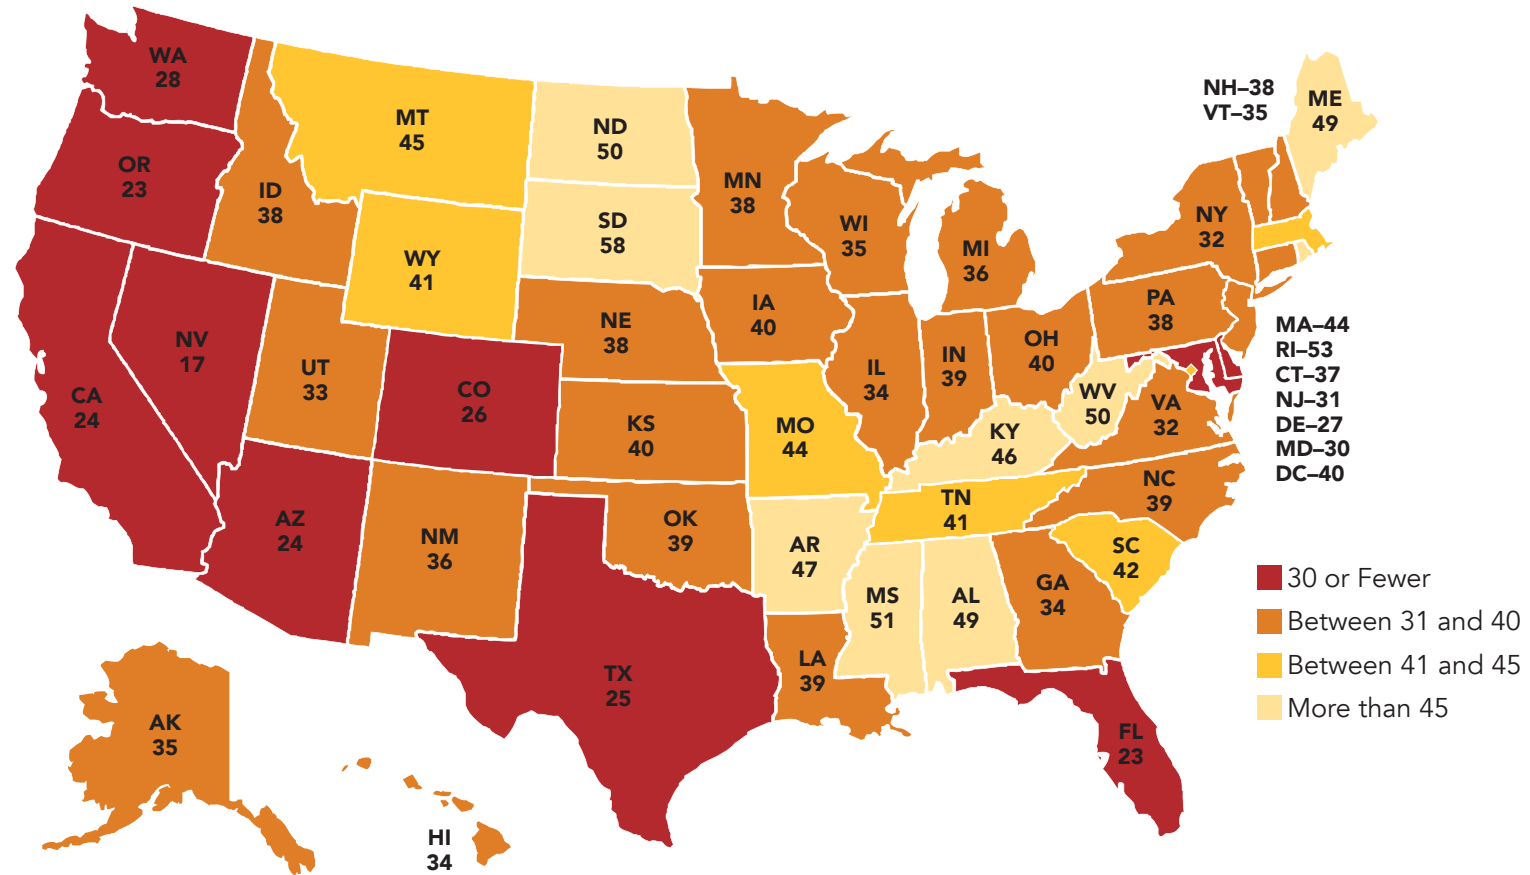 WA
28
OR
23
CA
24
NV
17
ID
38
MT
45
WY
41
UT
33
AZ
24
CO
26
NM
36
ND
50
SD
58
NE
38
KS
40
OK
39
TX
25
MN
38
IA
40
MO
44
AR
47
LA
39
WI
35
IL
34
MI
36
IN
39
OH
40
KY
46
TN
41
MS
51
AL
49
GA
34
FL
23
SC
42
NC
39
VA
32
WV
50
PA
38
NY
32
ME
49
NH–38
VT–35
MA–44
RI–53
CT–37
NJ–31
DE–27
MD–30
DC–40
AK
35
HI
34
30 or Fewer
Between 31 and 40
Between 41 and 45
More than 45